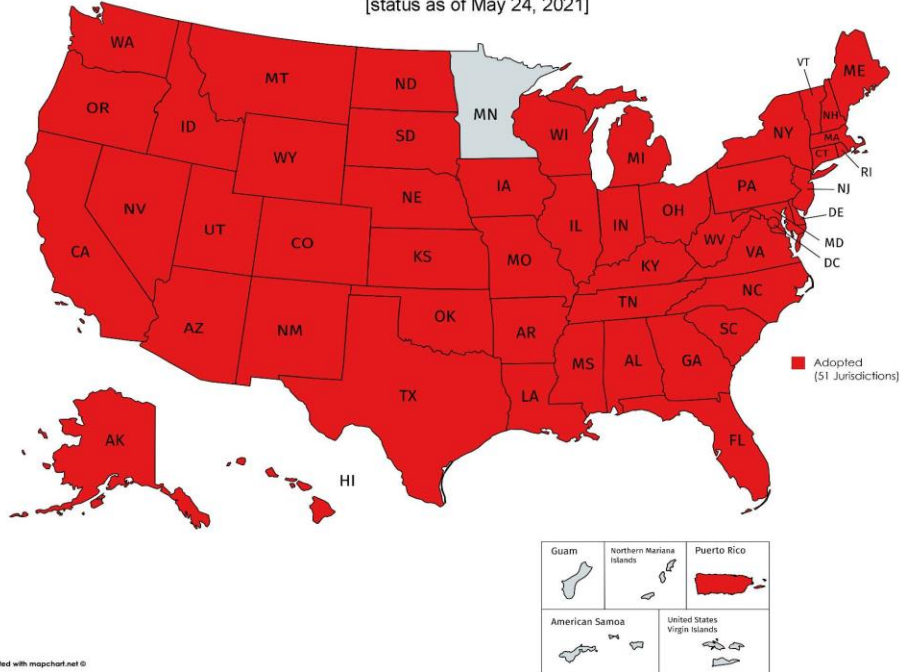 [status as of May 24, 2021]
WA
MT
ND
MN
VT
ME
OR
ID
SD
WI
NY
NH
MA
WY
MI
CT
RI
IA
PA
NJ
NE
NV
OH
DE
UT
IL
IN
CO
WV
MD
CA
KS
MO
VA
DC
KY
NC
TN
OK
AZ
NM
AR
SC
MS
AL
GA
Adopted
(51 Jurisdictions)
TX
LA
AK
FL
HI
Guam
Northern Mariana
Islands
Puerto Rico
American Samoa
United States
Virgin Islands
ted with mapchart.net ©